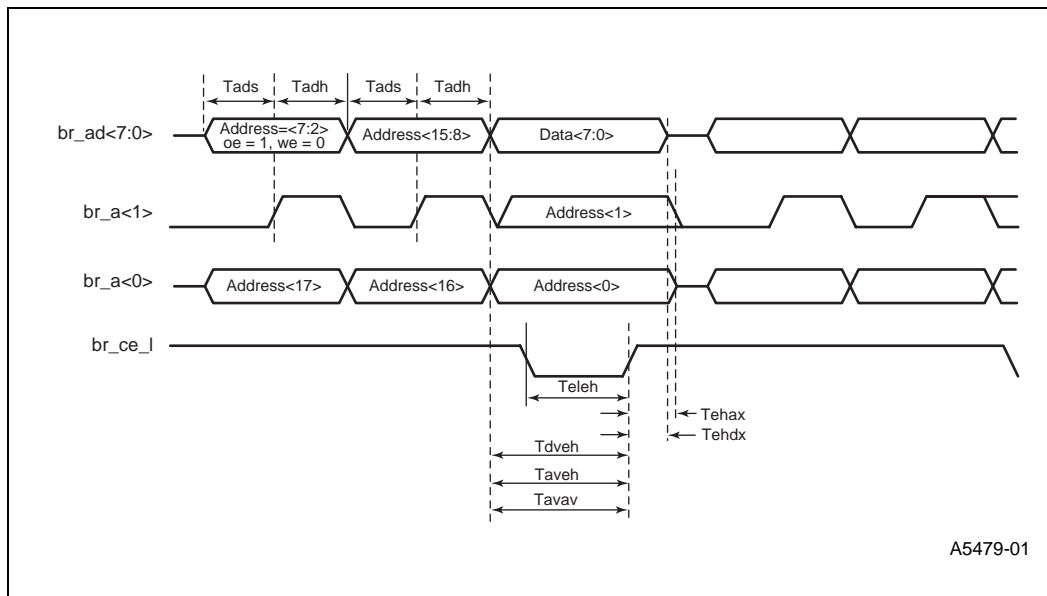 Tads Tadh Tads Tadh
br_ad<7:0>
Address=<7:2>
oe = 1, we = 0
Address<15:8>
Data<7:0>
br_a<1>
Address<1>
br_a<0>
Address<17>
Address<16>
Address<0>
br_ce_l
Teleh
Tehax
Tehdx
Tdveh
Taveh
Tavav
A5479-01